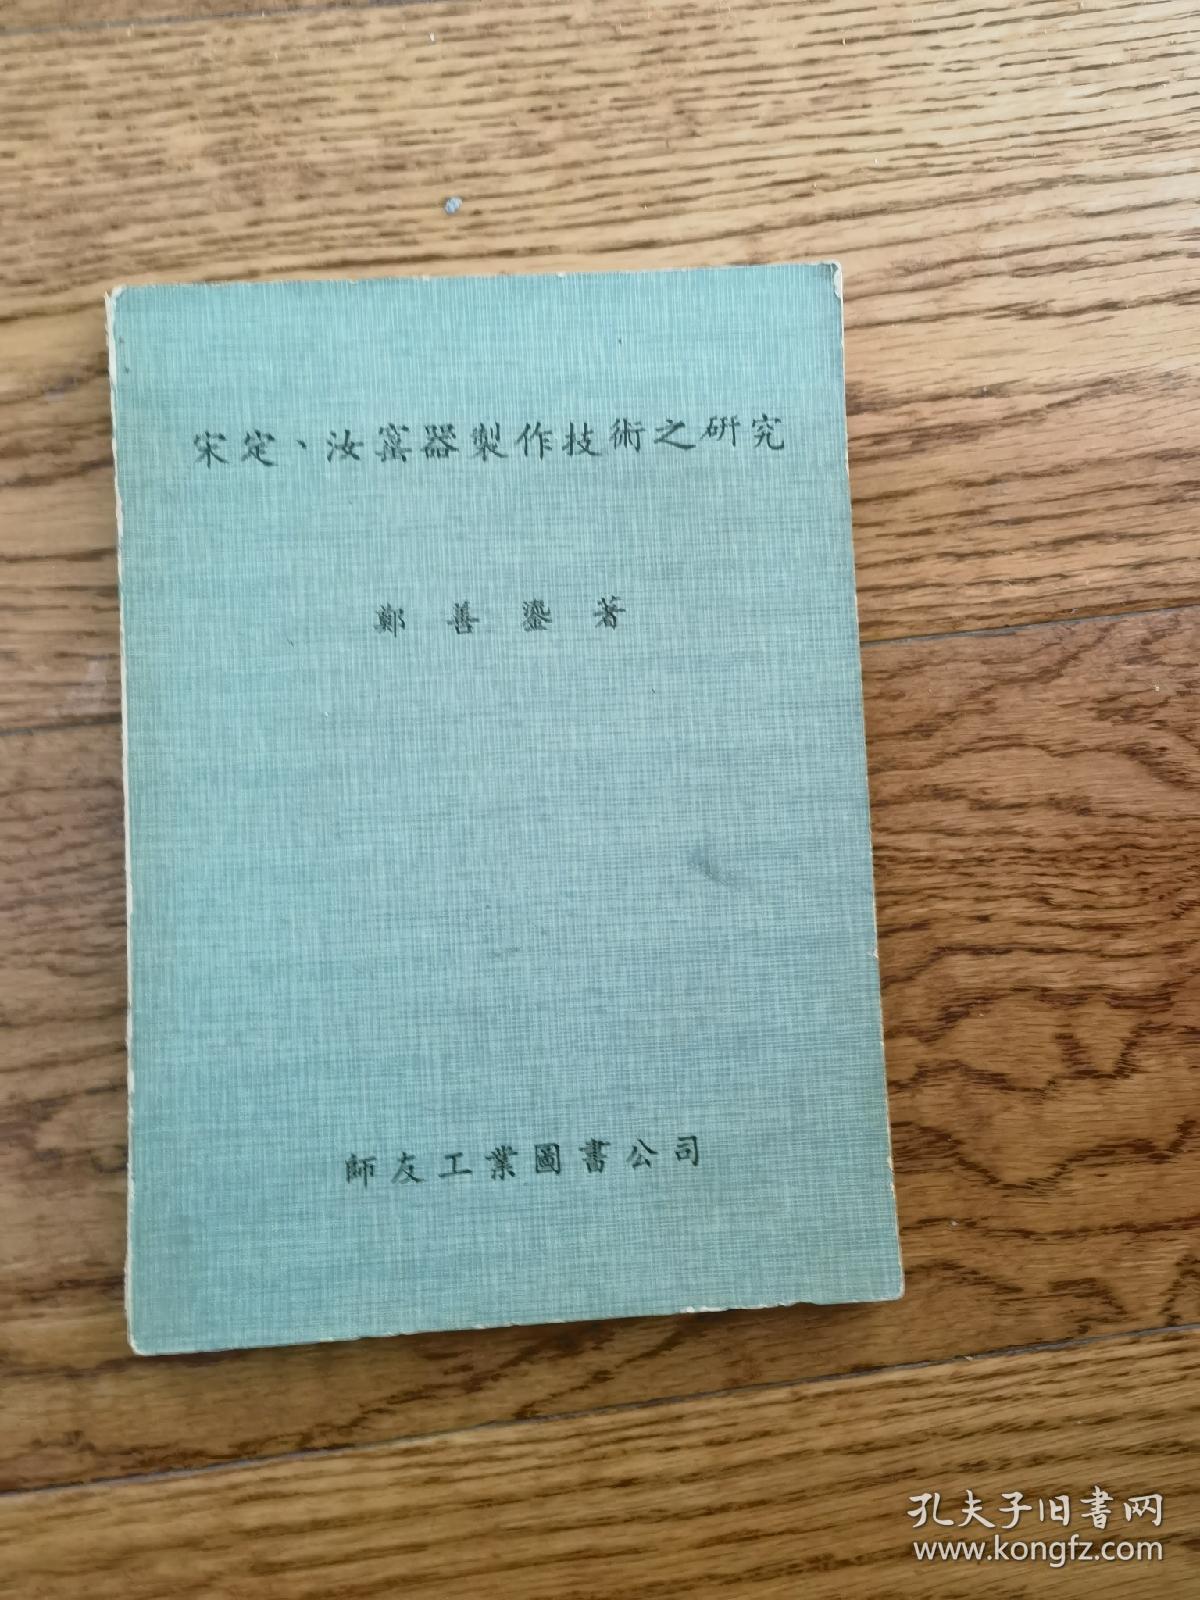 宋定、汝窯器製作技術之研究
鄭善鎏著
師友工業圖書公司
孔夫子旧书网
www.kongfz.com